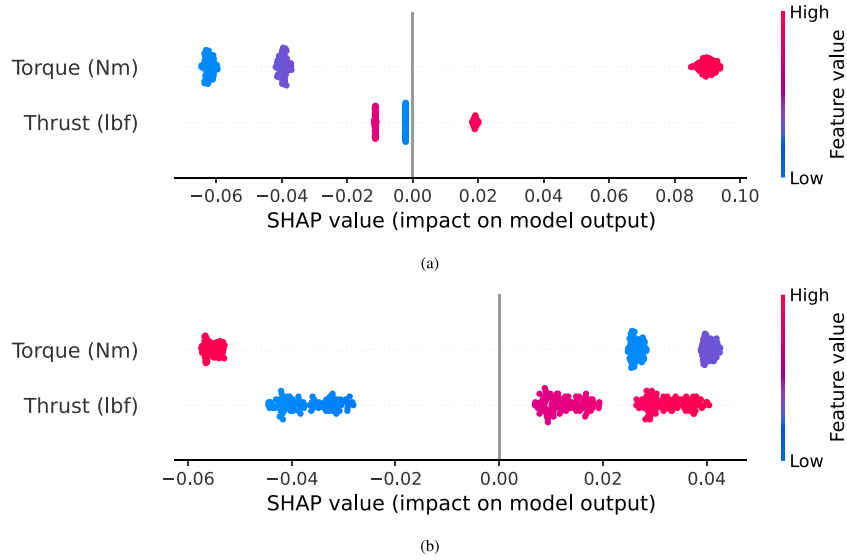 High
Torque (Nm)
Thrust (lbf)
Feature value
Low
−0.06 −0.04 −0.02 0.00 0.02 0.04 0.06 0.08 0.10
SHAP value (impact on model output)
(a)
High
Torque (Nm)
Thrust (lbf)
Feature value
Low
−0.06 −0.04 −0.02 0.00 0.02 0.04
SHAP value (impact on model output)
(b)